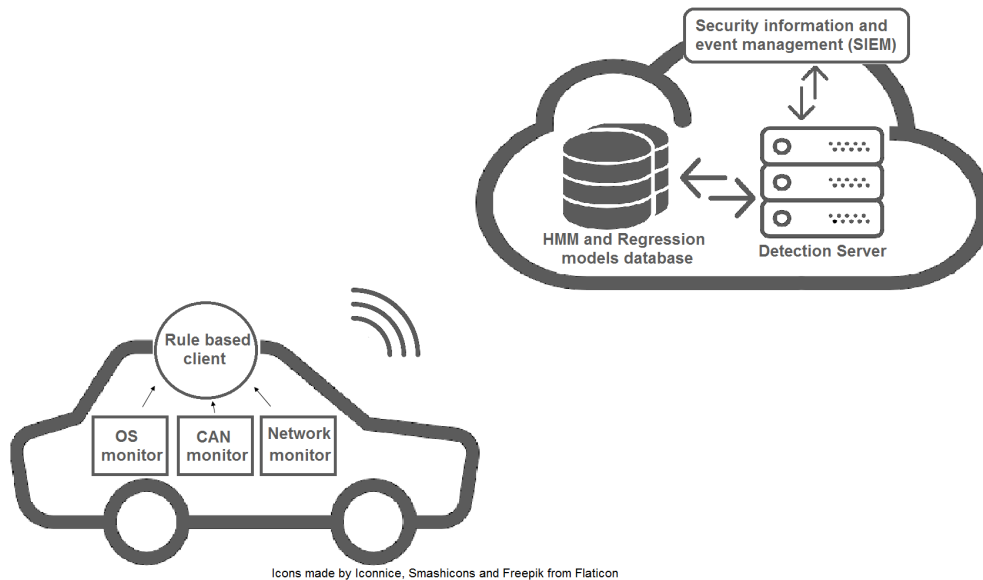 Security information and
event management (SIEM)
HMM and Regression
models database
Detection Server
Rule based
client
OS
monitor
CAN
monitor
Network
monitor
Icons made by Iconnice, Smashicons and Freepik from Flaticon